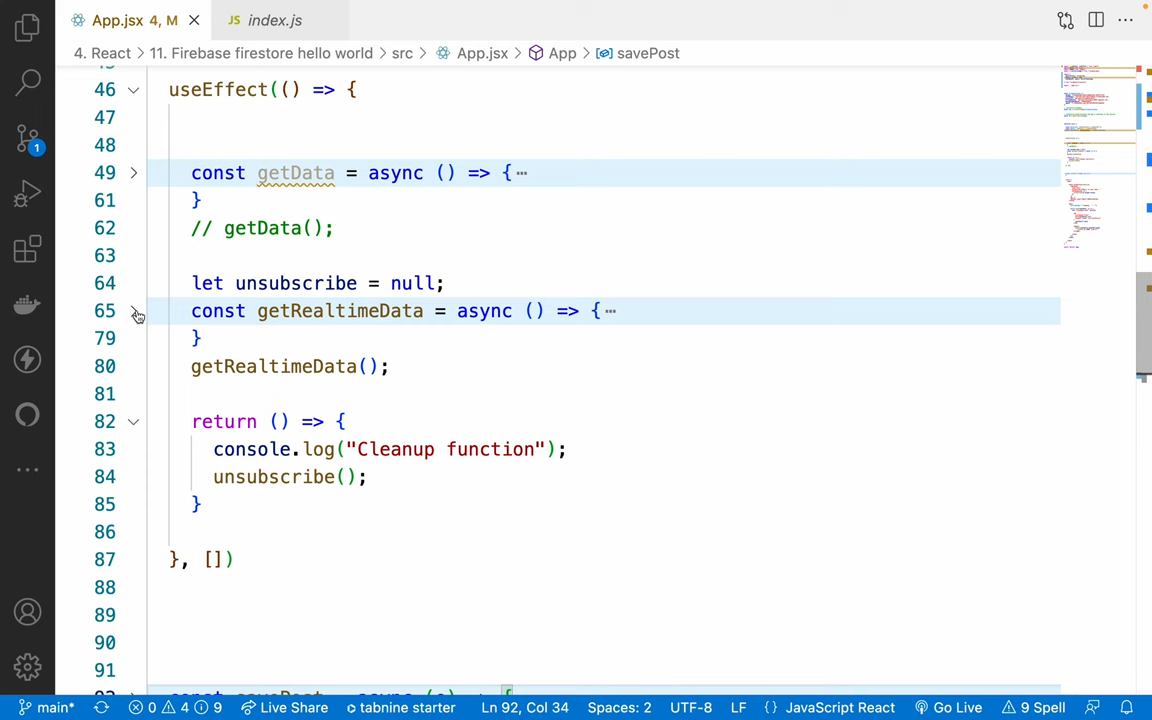 App.jsx 4, M
JS index.js
4. React > 11. Firebase firestore hello world > src > App.jsx > App > savePost
46 useEffect(() => {
47
48
49 const getData = async () => {
61 }
62 // getData();
63
64 let unsubscribe = null;
65 const getRealtimeData = async () => {
79 }
80 getRealtimeData();
81
82 return () => {
83 console.log("Cleanup function");
84 unsubscribe();
85 }
86
87 }, [])
88
89
90
91
1
main* 0 4 9 Live Share tabnine starter Ln 92, Col 34 Spaces: 2 UTF-8 LF {} JavaScript React Go Live 9 Spell